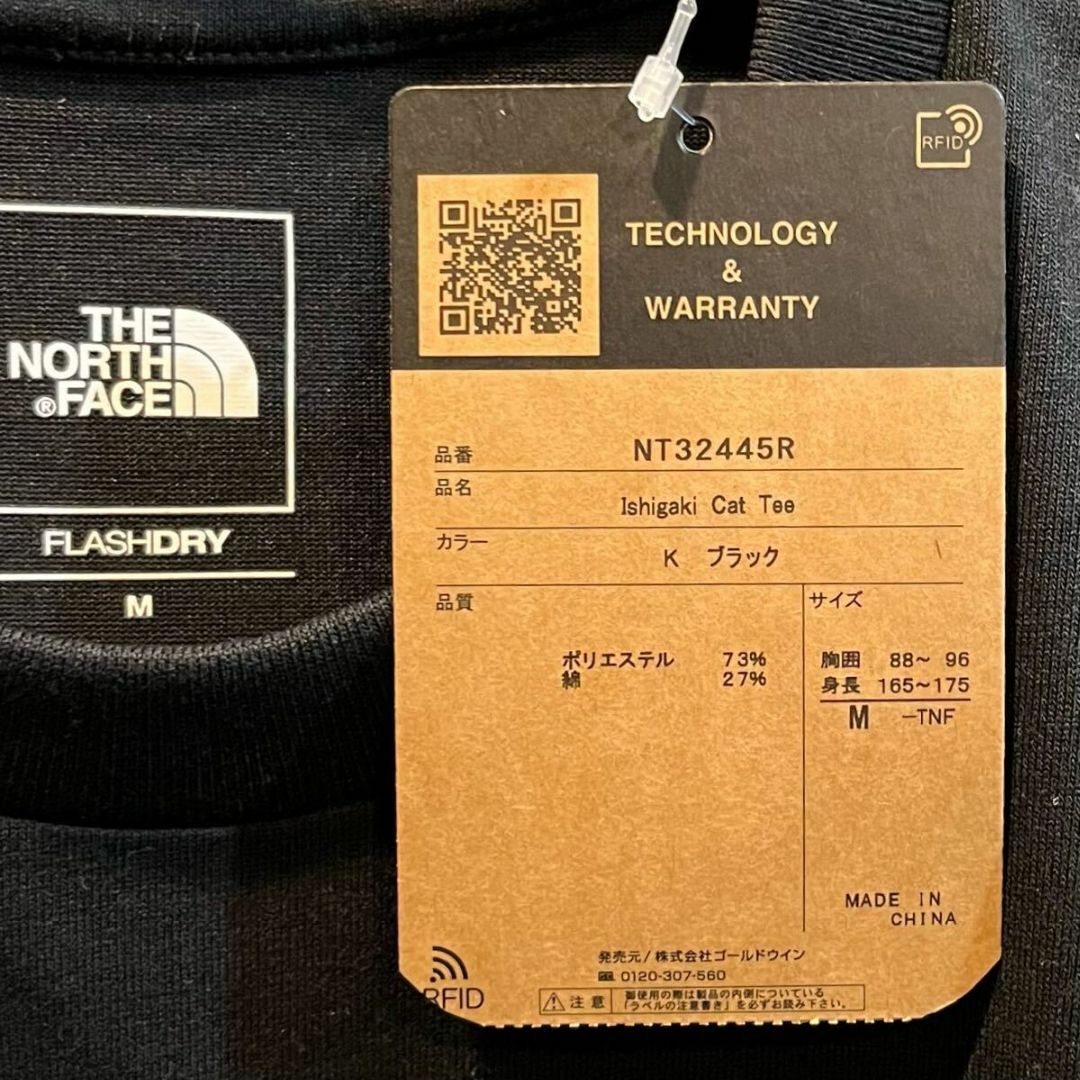 THE
NORTH
®FACE
FLASHDRY
M
RFID
TECHNOLOGY
&
WARRANTY
品番 NT32445R
品名 Ishigaki Cat Tee
カラー K ブラック
品質
ポリエステル 73%
綿 27%
サイズ
胸囲 88~ 96
身長 165~175
M -TNF
MADE IN
CHINA
RFID
発売元/株式会社ゴールドウイン
0120-307-560
注意
御使用の際は製品の内側についている
「ラベルの注意書き」を必ずお読み下さい。